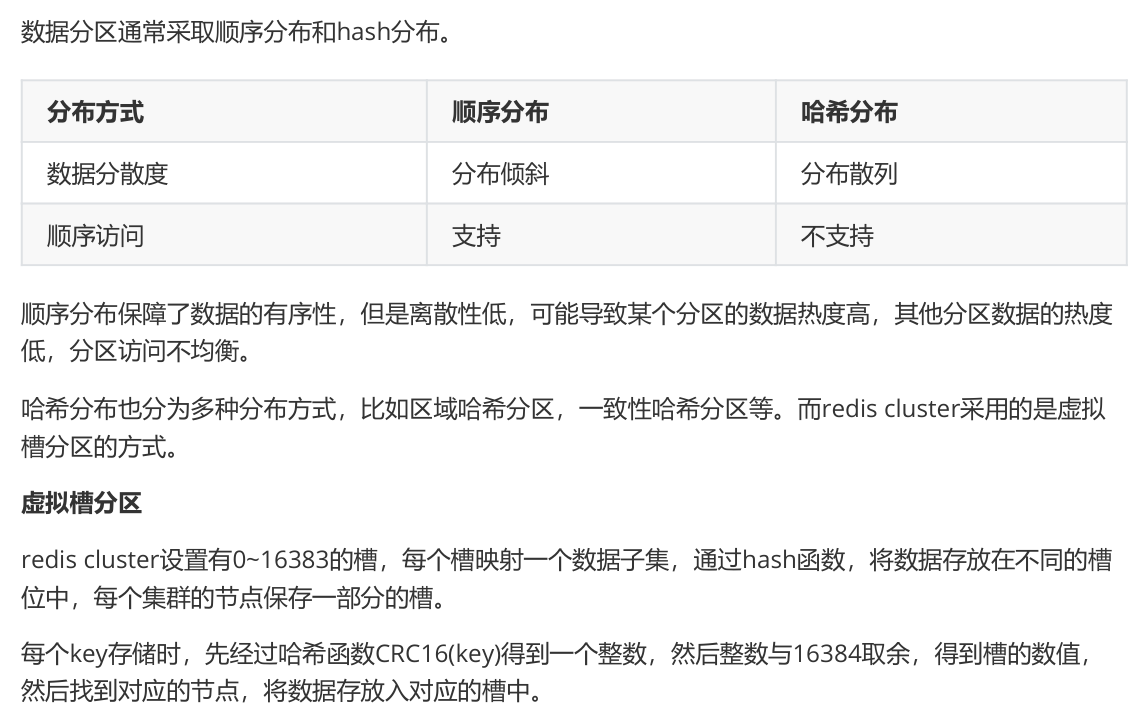 数据分区通常采取顺序分布和hash分布。
分布方式 顺序分布 哈希分布
数据分散度 分布倾斜 分布散列
顺序访问 支持 不支持
顺序分布保障了数据的有序性，但是离散性低，可能导致某个分区的数据热度高，其他分区数据的热度
低，分区访问不均衡。
哈希分布也分为多种分布方式，比如区域哈希分区，一致性哈希分区等。而redis cluster采用的是虚拟
槽分区的方式。
虚拟槽分区
redis cluster设置有0~16383的槽，每个槽映射一个数据子集，通过hash函数，将数据存放在不同的槽
位中，每个集群的节点保存一部分的槽。
每个key存储时，先经过哈希函数CRC16(key)得到一个整数，然后整数与16384取余，得到槽的数值，
然后找到对应的节点，将数据存放入对应的槽中。